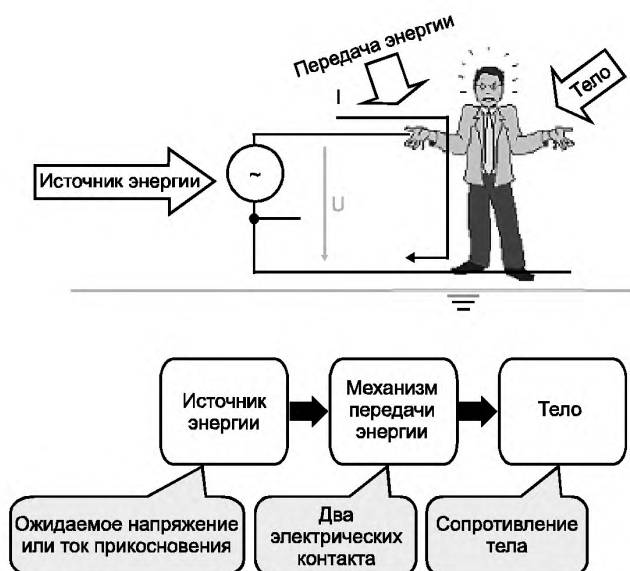 Передача энергии
Тело
I
Источник энергии
~
U
Источник
энергии
Механизм
передачи
энергии
Тело
Ожидаемое напряжение
или ток прикосновения
Два
электрических
контакта
Сопротивление
тела